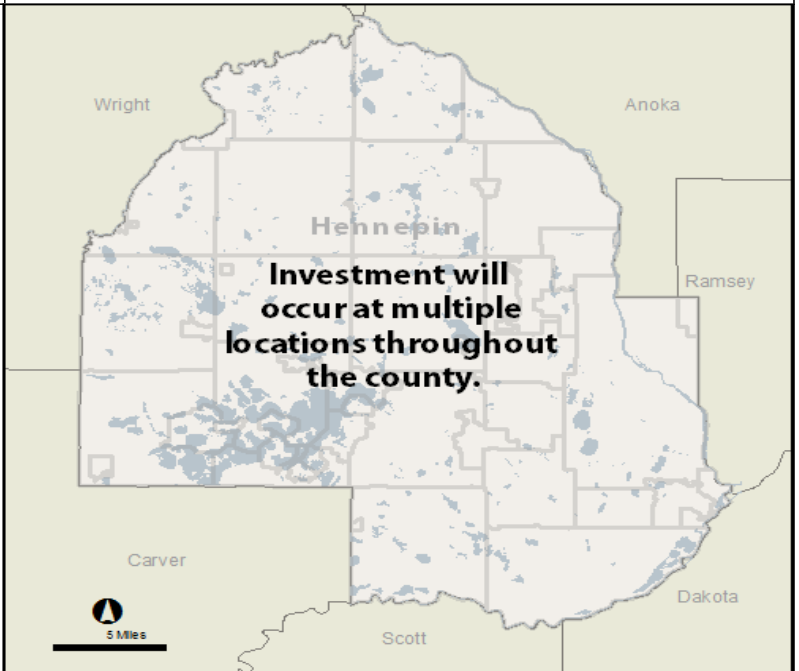 Wright
Anoka
Hennepin
Ramsey
Investment will
occur at multiple
locations throughout
the county.
Carver
Dakota
5 Miles
Scott